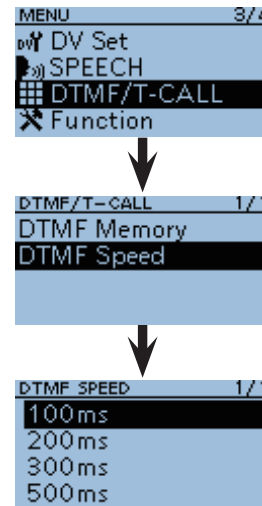 MENU 3/4
DV Set
SPEECH
DTMF/T-CALL
Function
DTMF/T-CALL 1/1
DTMF Memory
DTMF Speed
DTMF SPEED 1/1
100ms
200ms
300ms
500ms